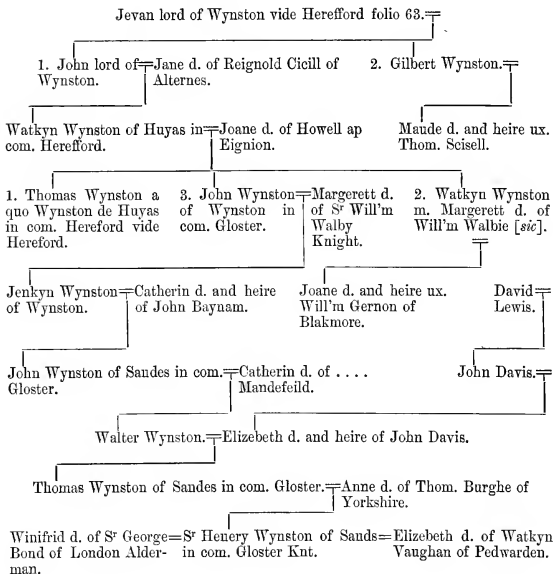 Jevan lord of Wynston vide Herefford folio 63.
1. John lord of
Wynston.
Jane d. of Reignold Cicill of
Alternes.
2. Gilbert Wynston.
Watkyn Wynston of Huyas in
com. Herefford.
Joane d. of Howell ap
Eignion.
Maude d. and heire ux.
Thom. Scisell.
1. Thomas Wynston a
quo Wynston de Huyas
in com. Hereford vide
Hereford.
3. John Wynston
of Wynston in
com. Gloster.
Margerett d.
of Sr Will'm
Walby
Knight.
2. Watkyn Wynston
m. Margerett d. of
Will'm Walbie [sic].
Jenkyn Wynston
of Wynston.
Catherin d. and heire
of John Baynam.
Joane d. and heire ux.
Will'm Gernon of
Blakmore.
David
Lewis.
John Wynston of Sandes in com.
Gloster.
Catherin d. of . . . .
Mandefeild.
John Davis.
Walter Wynston.
Elizebeth d. and heire of John Davis.
Thomas Wynston of Sandes in com. Gloster.
Anne d. of Thom. Burghe of
Yorkshire.
Winifrid d. of Sr George
Bond of London Alder-
man.
Sr Henery Wynston of Sands
in com. Gloster Knt.
Elizebeth d. of Watkyn
Vaughan of Pedwarden.